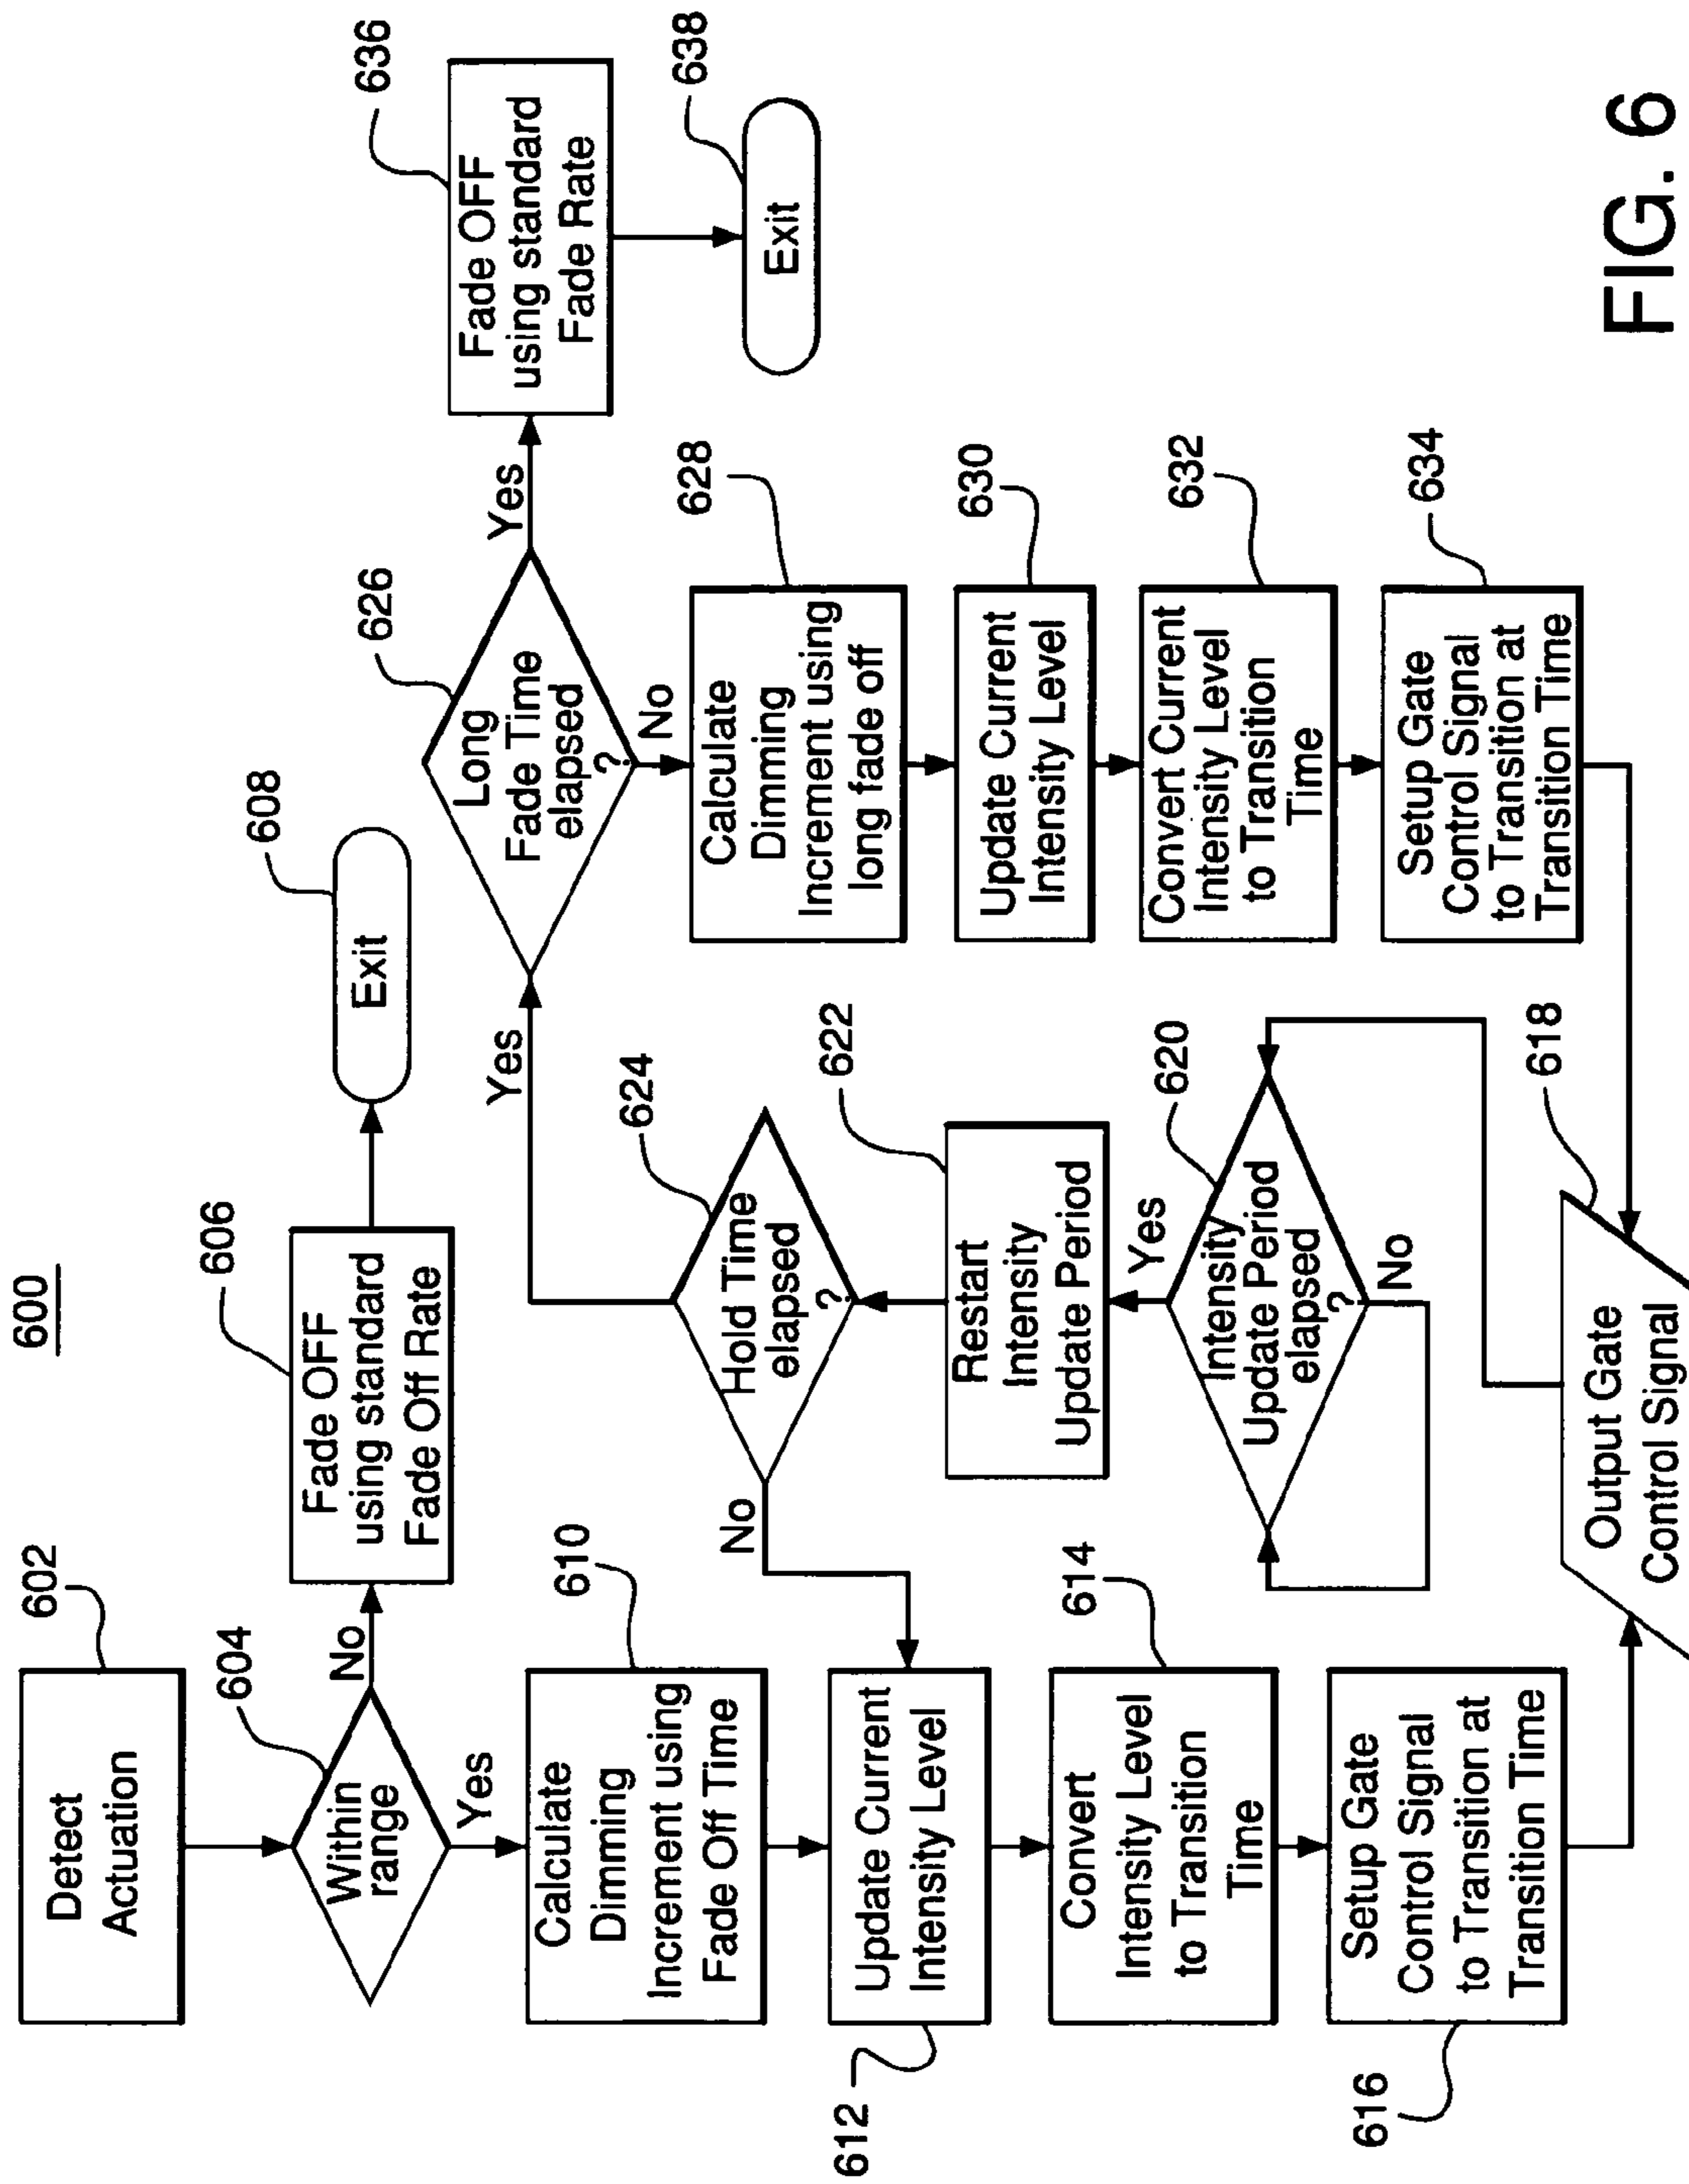 600
602
Detect
Actuation
604
Within
range
No
Yes
606
Fade OFF
using standard
Fade Off Rate
608
Exit
610
Calculate
Dimming
Increment using
Fade Off Time
612
Update Current
Intensity Level
614
Convert
Intensity Level
to Transition
Time
616
Setup Gate
Control Signal
to Transition at
Transition Time
618
Output Gate
Control Signal
620
Intensity
Update Period
elapsed
?
No
Yes
622
Restart
Intensity
Update Period
624
Hold Time
elapsed
?
No
Yes
626
Long
Fade Time
elapsed
?
No
Yes
628
Calculate
Dimming
Increment using
long fade off
630
Update Current
Intensity Level
632
Convert Current
Intensity Level
to Transition
Time
634
Setup Gate
Control Signal
to Transition at
Transition Time
636
Fade OFF
using standard
Fade Rate
638
Exit
FIG. 6